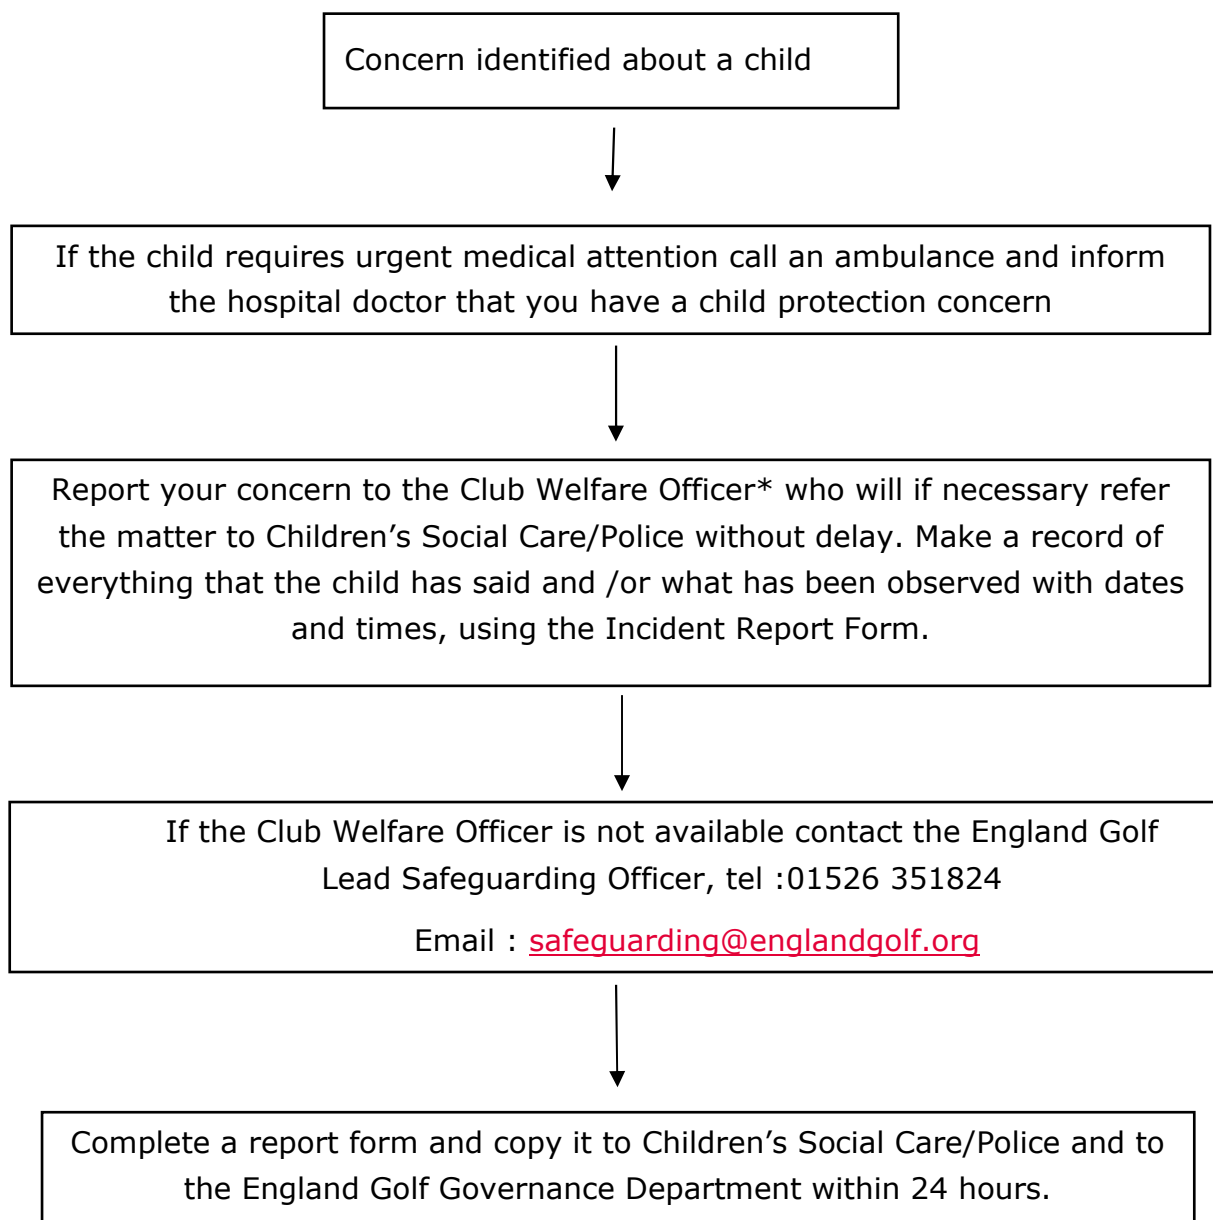 Concern identified about a child
If the child requires urgent medical attention call an ambulance and inform
the hospital doctor that you have a child protection concern
Report your concern to the Club Welfare Officer* who will if necessary refer
the matter to Children’s Social Care/Police without delay. Make a record of
everything that the child has said and /or what has been observed with dates
and times, using the Incident Report Form.
If the Club Welfare Officer is not available contact the England Golf
Lead Safeguarding Officer, tel :01526 351824
Email : safeguarding@englandgolf.org
Complete a report form and copy it to Children’s Social Care/Police and to
the England Golf Governance Department within 24 hours.